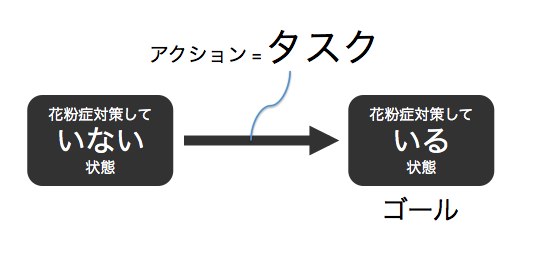 アクション = タスク
花粉症対策して
いない
状態
花粉症対策して
いる
状態
ゴール